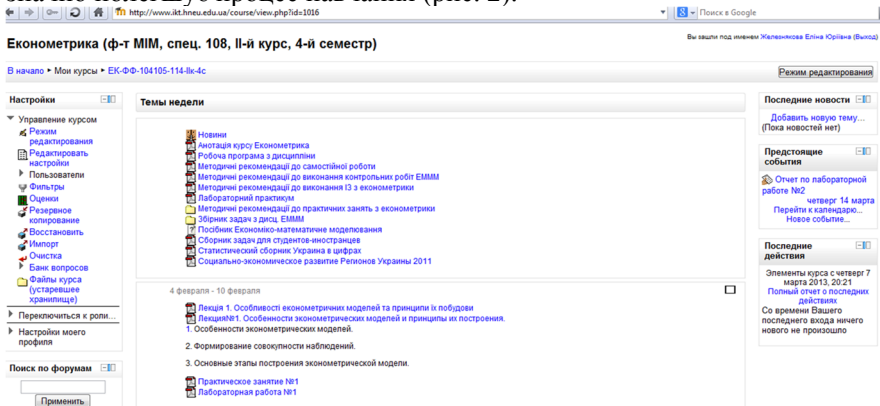 значно полегшує процес навчання (рис. 2).
http://www.ikt.hneu.edu.ua/course/view.php?id=1016
Поиск в Google
Економетрика (ф-т МІМ, спец. 108, ІІ-й курс, 4-й семестр)
Вы зашли под именем Железнякова Еліна Юріївна (Выход)
В начало ► Мои курсы ► ЕК-ФФ-104105-114-ІІк-4с
Режим редактирования
Настройки
Управление курсом
Режим
редактирования
Редактировать
настройки
Пользователи
Фильтры
Оценки
Резервное
копирование
Восстановить
Импорт
Очистка
Банк вопросов
Файлы курса
(устаревшее
хранилище)
Переключиться к роли...
Настройки моего
профиля
Поиск по форумам
Применить
Темы недели
Новини
Анотація курсу Економетрика
Робоча програма з дисципліни
Методичні рекомендації до самостійної роботи
Методичні рекомендації до виконання контрольних робіт ЕМММ
Методичні рекомендації до виконання ІЗ з економетрики
Лабораторний практикум
Методичні рекомендації до практичних занять з економетрики
Збірник задач з дисц. ЕМММ
Посібник Економіко-математичне моделювання
Сборник задач для студентов-иностранцев
Статистический сборник Украина в цифрах
Социально-экономическое развитие Регионов Украины 2011
4 февраля - 10 февраля
Лекція 1. Особливості економетричних моделей та принципи їх побудови
Лекция№1. Особенности эконометрических моделей и принципы их построения.
1. Особенности эконометрических моделей.
2. Формирование совокупности наблюдений.
3. Основные этапы построения эконометрической модели.
Практическое занятие №1
Лабораторная работа №1
Последние новости
Добавить новую тему...
(Пока новостей нет)
Предстоящие
события
Отчет по лабораторной
работе №2
четверг 14 марта
Перейти к календарю...
Новое событие...
Последние
действия
Элементы курса с четверг 7
марта 2013, 20:21
Полный отчет о последних
действиях
Со времени Вашего
последнего входа ничего
нового не произошло